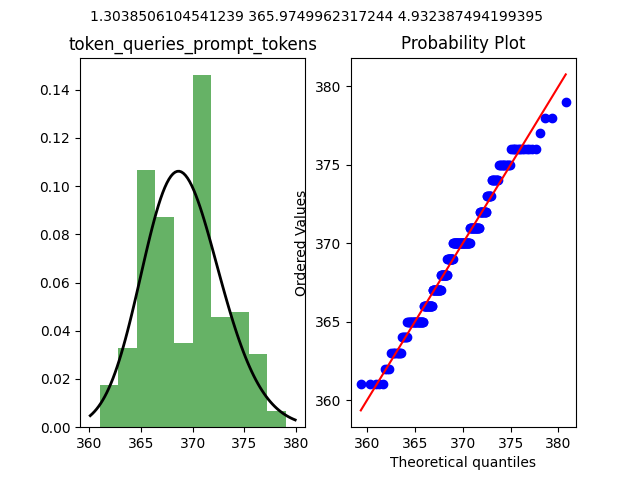 1.3038506104541239 365.9749962317244 4.932387494199395
token_queries_prompt_tokens
0.14
0.12
0.10
0.08
0.06
0.04
0.02
0.00
360 365 370 375 380
Probability Plot
Ordered Values
380
375
370
365
360
360 365 370 375 380
Theoretical quantiles